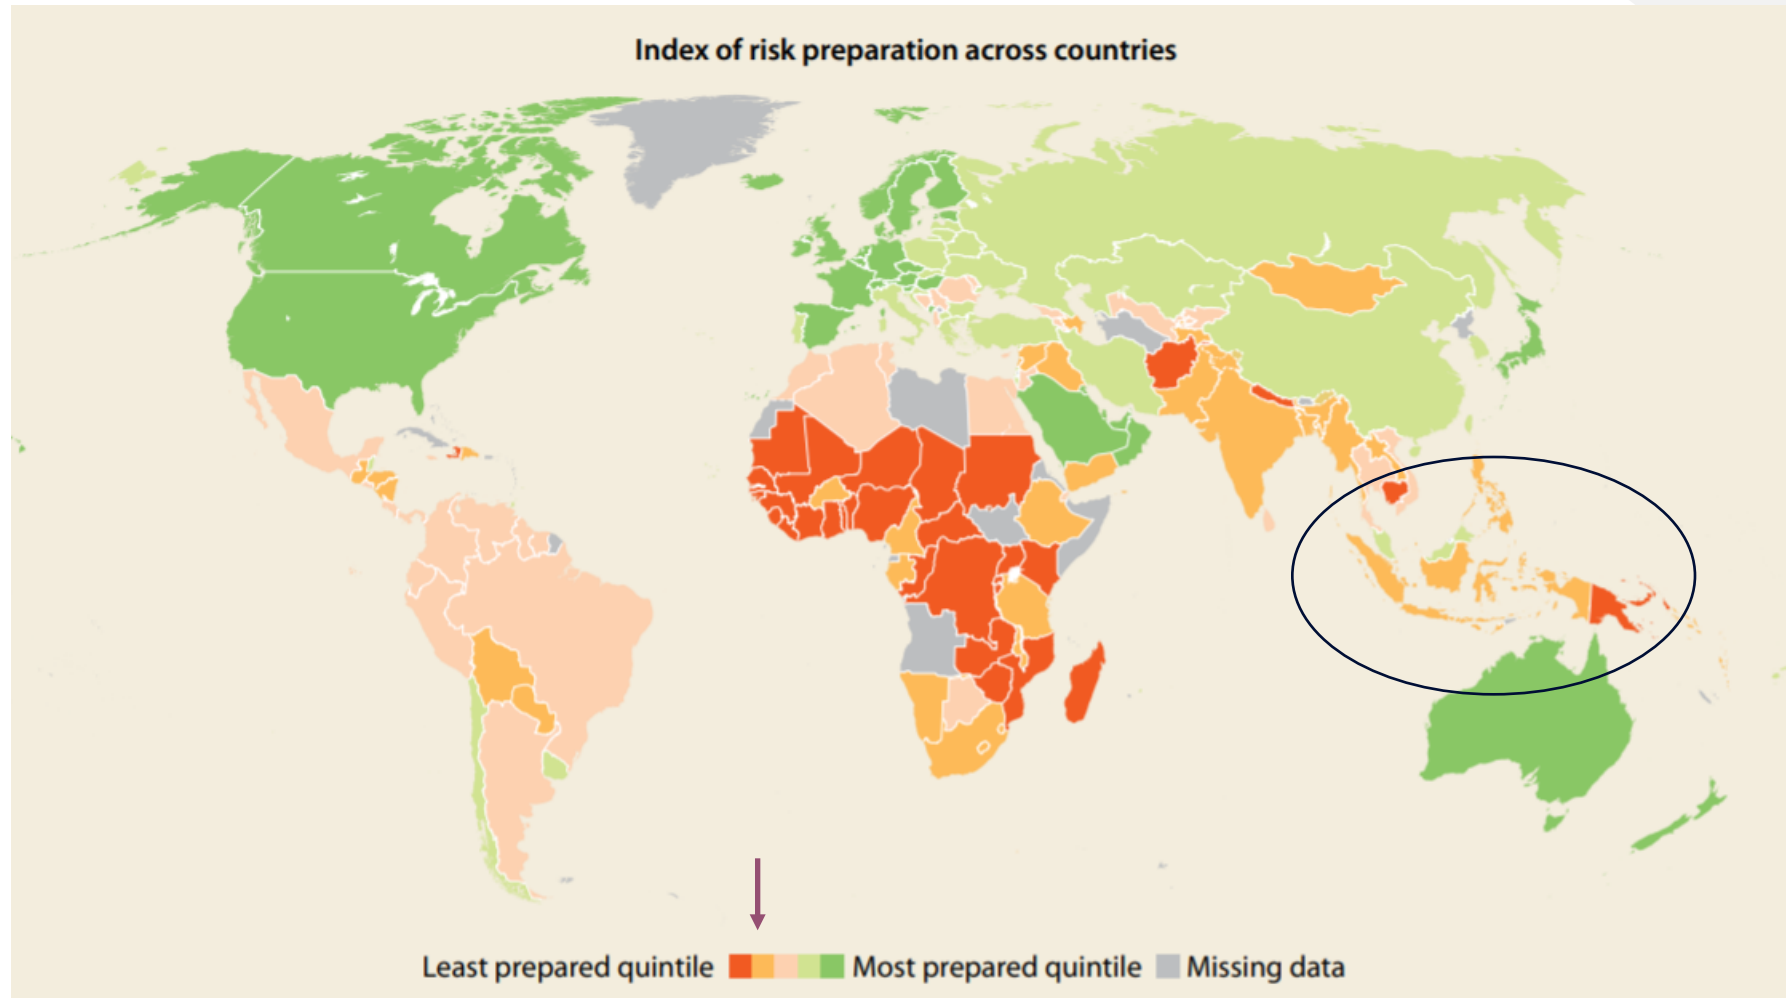 Index of risk preparation across countries
Least prepared quintile Most prepared quintile Missing data